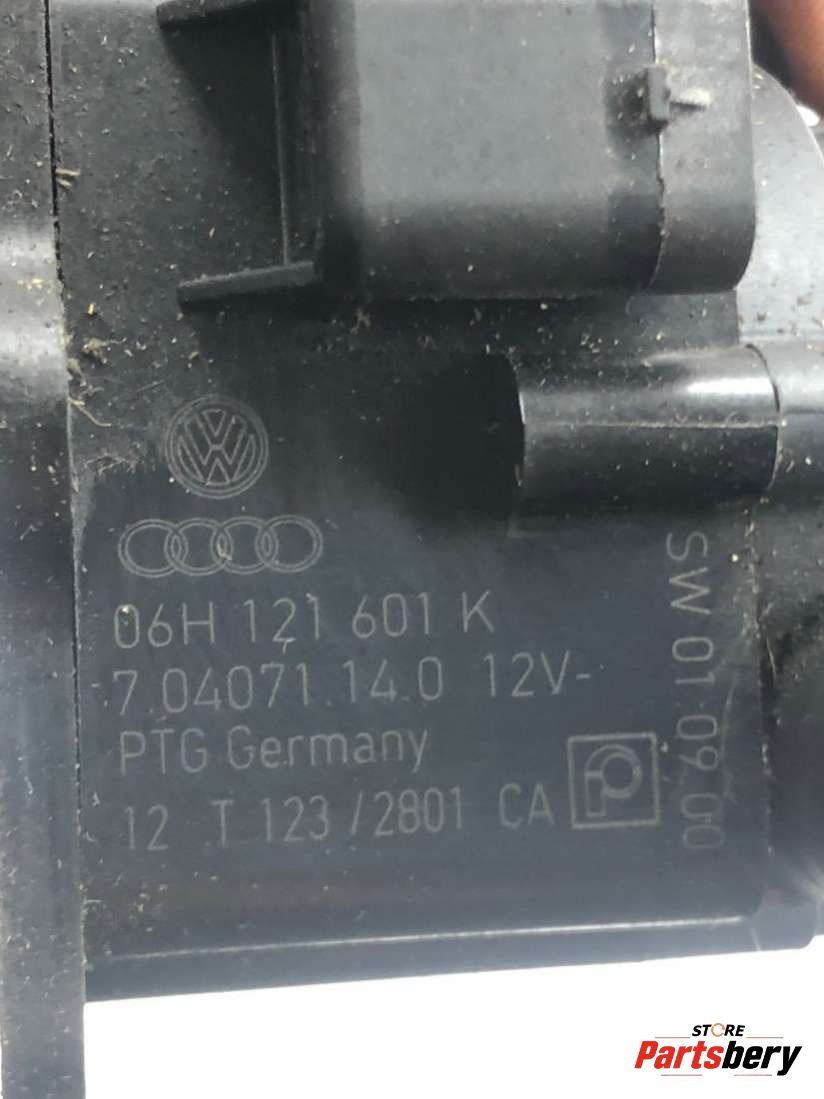 06H 121 601 K
7.04071.14.0 12V-
PTG Germany
12 T 123 /2801 CA
SW 01 09 00
STORE
Partsbery